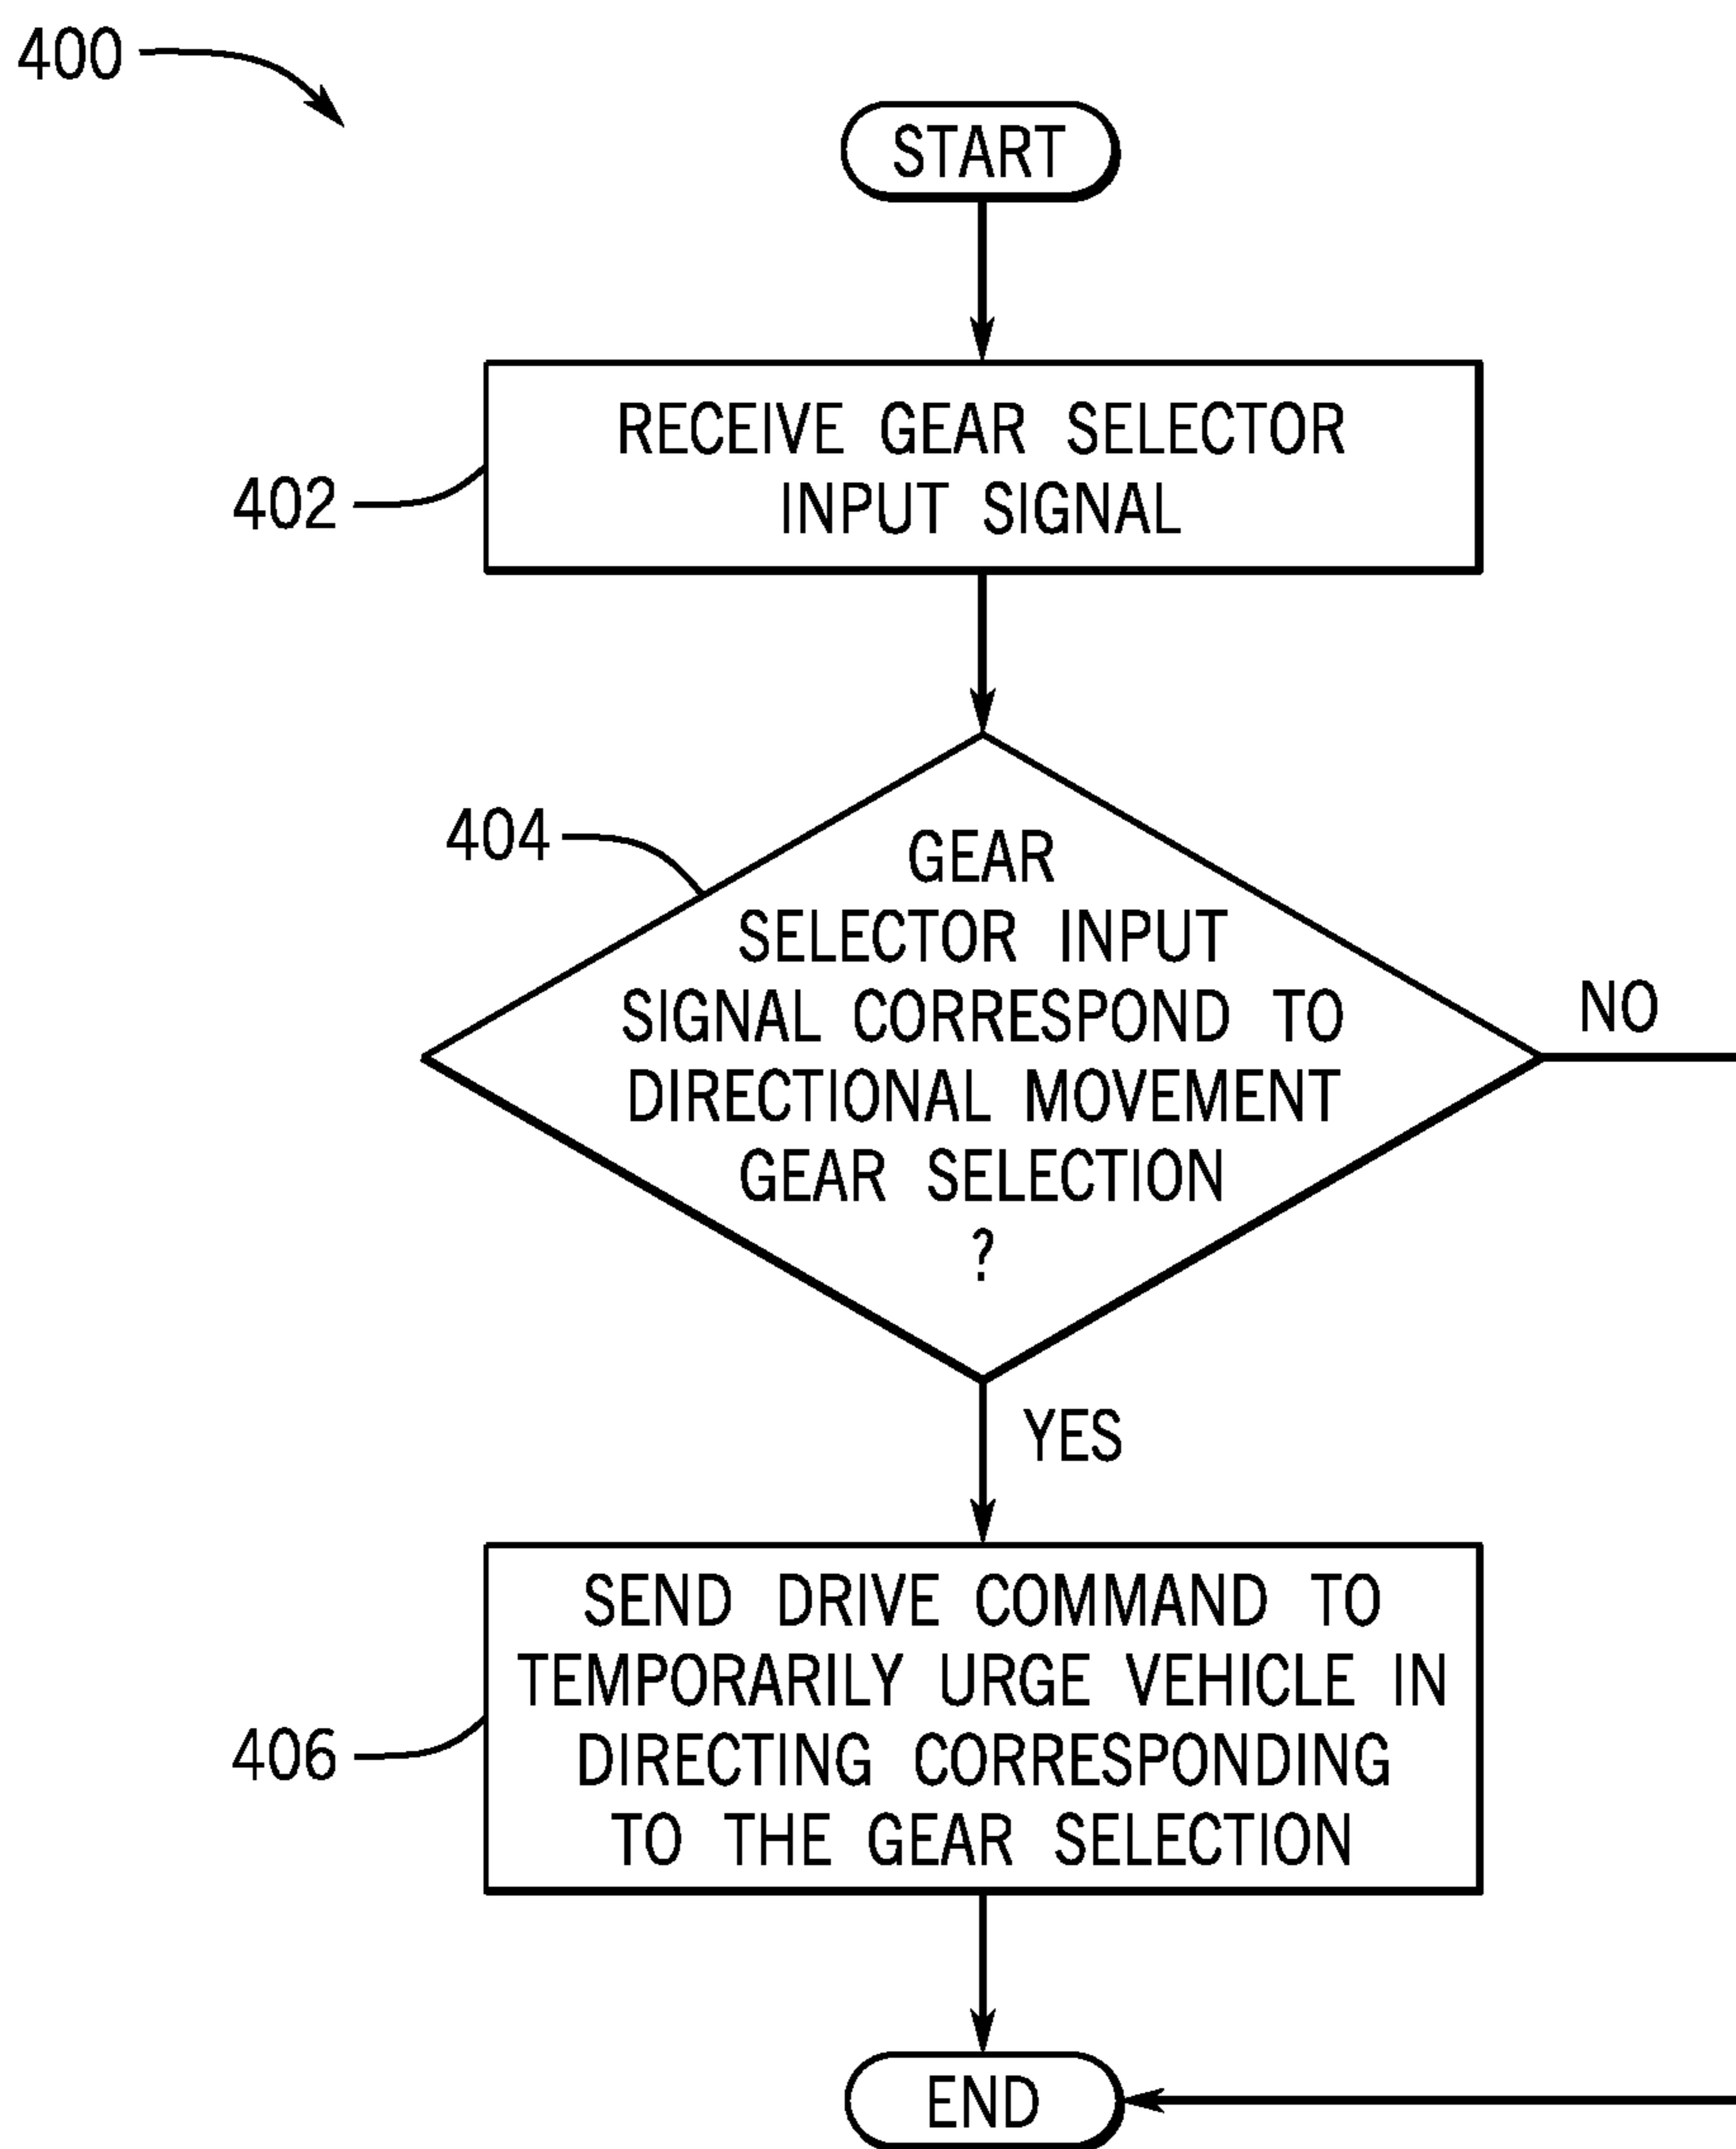 400
START
RECEIVE GEAR SELECTOR
INPUT SIGNAL
402
404
GEAR
SELECTOR INPUT
SIGNAL CORRESPOND TO
DIRECTIONAL MOVEMENT
GEAR SELECTION
?
NO
YES
SEND DRIVE COMMAND TO
TEMPORARILY URGE VEHICLE IN
DIRECTING CORRESPONDING
TO THE GEAR SELECTION
406
END